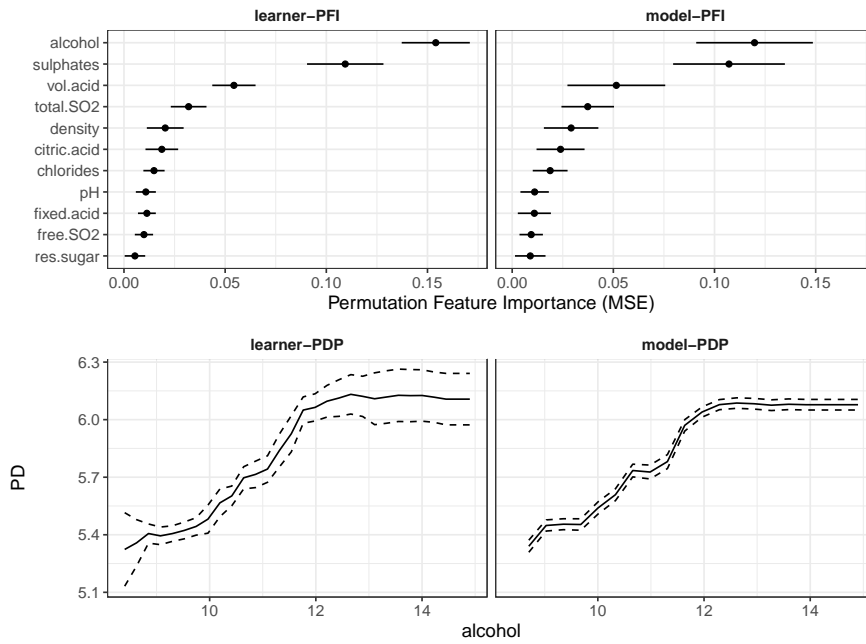 learner-PFI model-PFI
alcohol
sulphates
vol.acid
total.SO2
density
citric.acid
chlorides
pH
fixed.acid
free.SO2
res.sugar
0.00 0.05 0.10 0.15 0.00 0.05 0.10 0.15
Permutation Feature Importance (MSE)
learner-PDP model-PDP
6.3
6.0
5.7
5.4
5.1
PD
10 12 14 10 12 14
alcohol